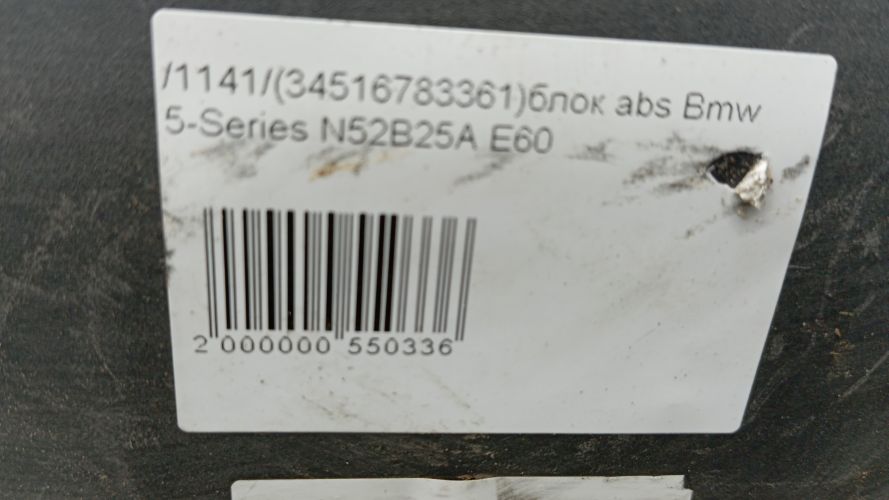 /1141/(34516783361)блок abs Bmw
5-Series N52B25A E60
2 000000 550336